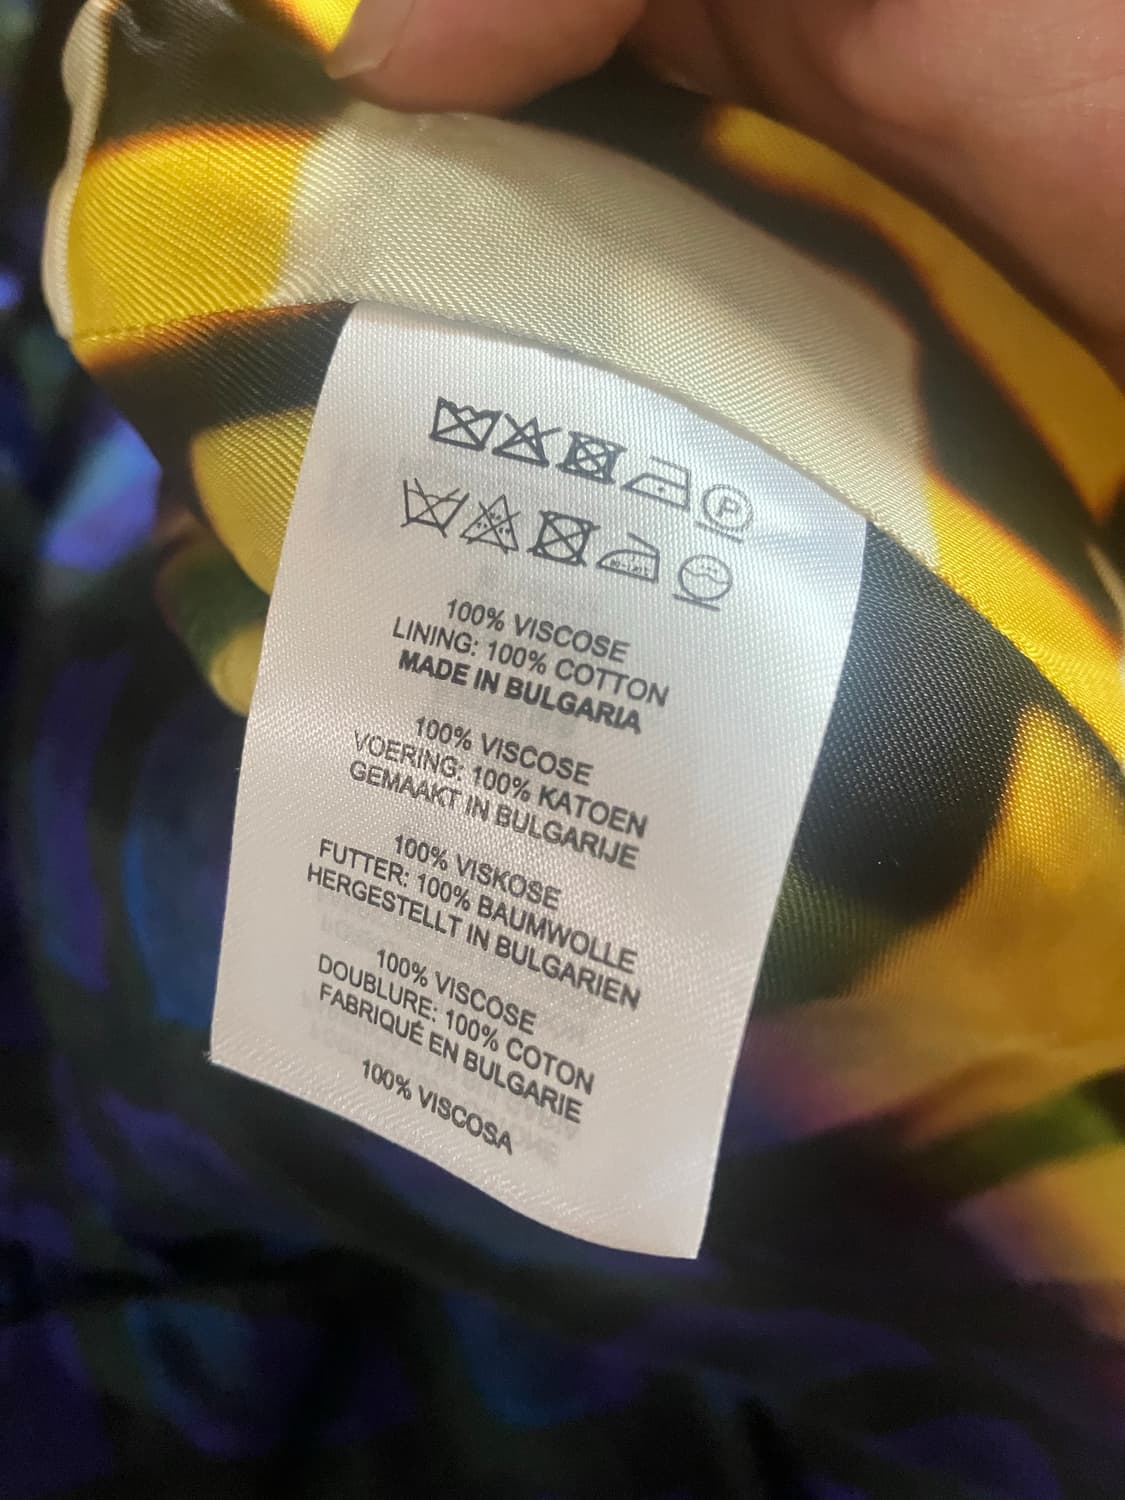 P
100% VISCOSE
LINING: 100% COTTON
MADE IN BULGARIA
100% VISCOSE
VOERING: 100% KATOEN
GEMAAKT IN BULGARIJE
100% VISKOSE
FUTTER: 100% BAUMWOLLE
HERGESTELLT IN BULGARIEN
100% VISCOSE
DOUBLURE: 100% COTON
FABRIQUÉ EN BULGARIE
100% VISCOSA